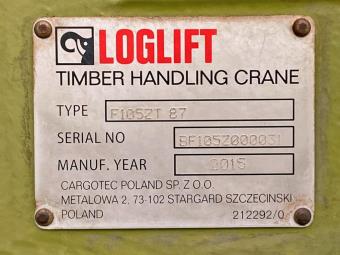 LOGLIFT
TIMBER HANDLING CRANE
TYPE F105ZT 87
SERIAL NO BF105Z000031
MANUF. YEAR 2015
CARGOTEC POLAND SP. Z O.O.
METALOWA 2, 73-102 STARGARD SZCZECINSKI
POLAND 212292/0